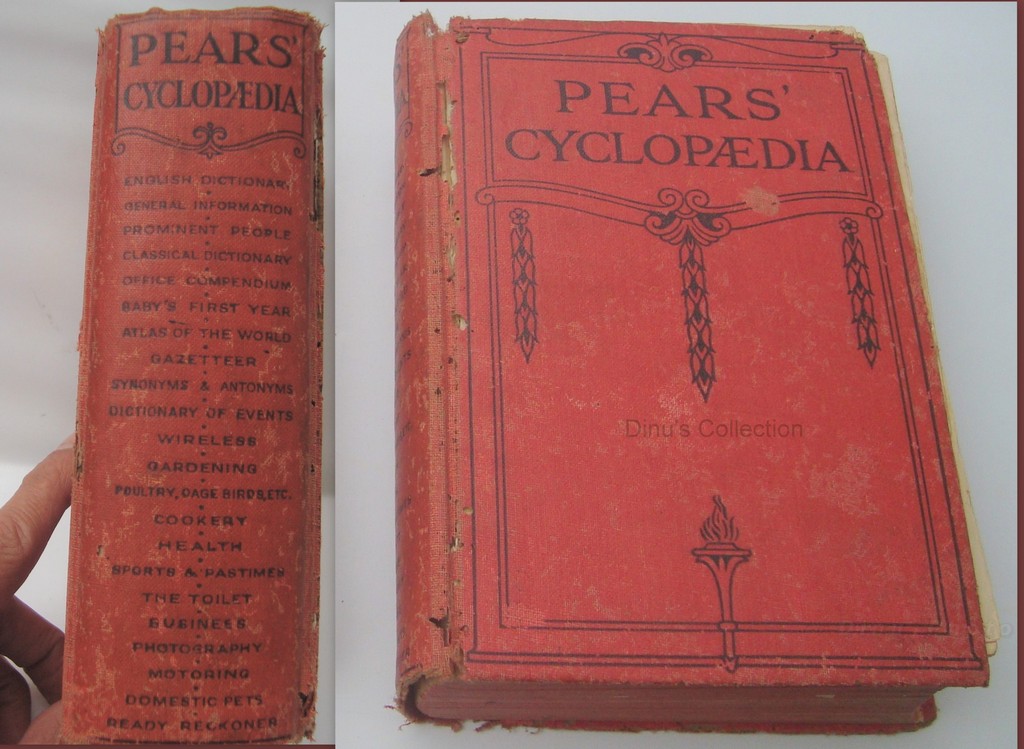 PEARS'
CYCLOPÆDIA
ENGLISH DICTIONARY
GENERAL INFORMATION
PROMINENT PEOPLE
CLASSICAL DICTIONARY
OFFICE COMPENDIUM
BABY'S FIRST YEAR
ATLAS OF THE WORLD
GAZETTEER
SYNONYMS & ANTONYMS
DICTIONARY OF EVENTS
WIRELESS
GARDENING
POULTRY, CAGE BIRDS, ETC.
COOKERY
HEALTH
SPORTS & PASTIMES
THE TOILET
BUSINESS
PHOTOGRAPHY
MOTORING
DOMESTIC PETS
READY RECKONER
PEARS'
CYCLOPÆDIA
Dinu's Collection